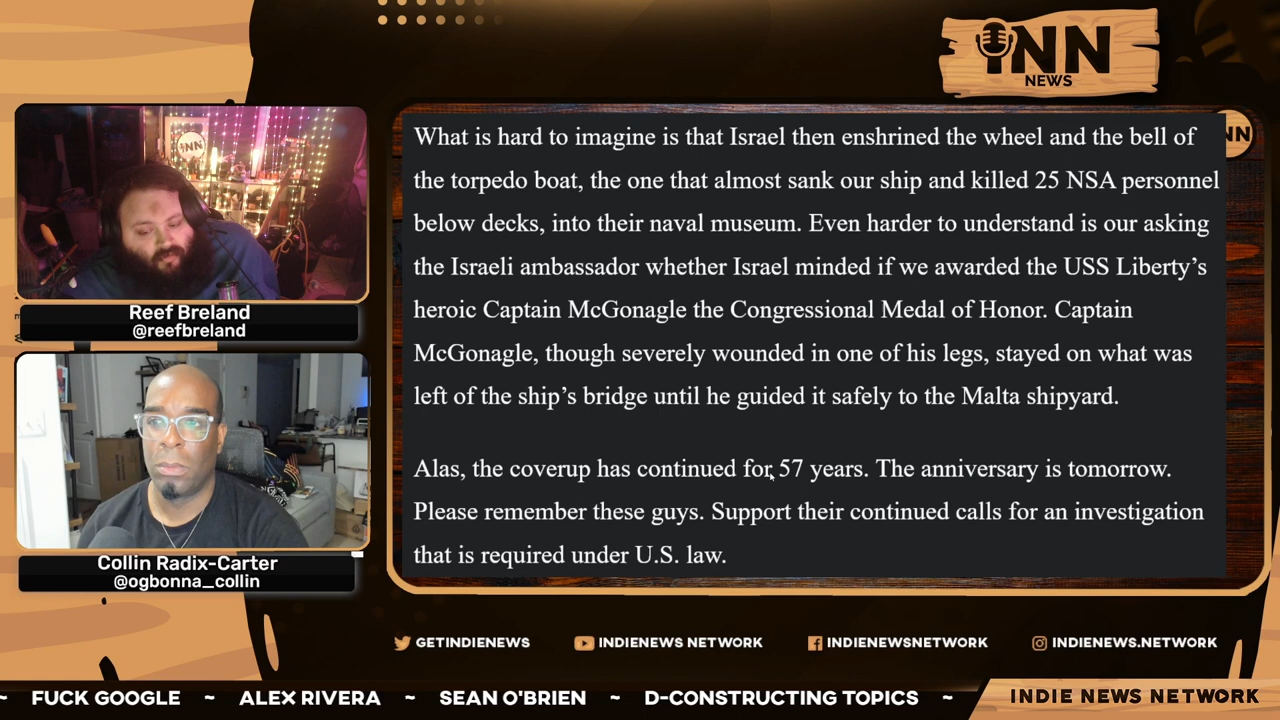 iNN
NEWS
What is hard to imagine is that Israel then enshrined the wheel and the bell of
the torpedo boat, the one that almost sank our ship and killed 25 NSA personnel
below decks, into their naval museum. Even harder to understand is our asking
the Israeli ambassador whether Israel minded if we awarded the USS Liberty’s
heroic Captain McGonagle the Congressional Medal of Honor. Captain
McGonagle, though severely wounded in one of his legs, stayed on what was
left of the ship’s bridge until he guided it safely to the Malta shipyard.
Alas, the coverup has continued for 57 years. The anniversary is tomorrow.
Please remember these guys. Support their continued calls for an investigation
that is required under U.S. law.
NN
iNN
Reef Breland
@reefbreland
Collin Radix-Carter
@ogbonna_collin
GETINDIENEWS
INDIENEWS NETWORK
INDIENEWSNETWORK
INDIENEWS.NETWORK
~ FUCK GOOGLE ~ ALEX RIVERA ~ SEAN O'BRIEN ~ D-CONSTRUCTING TOPICS ~
INDIE NEWS NETWORK